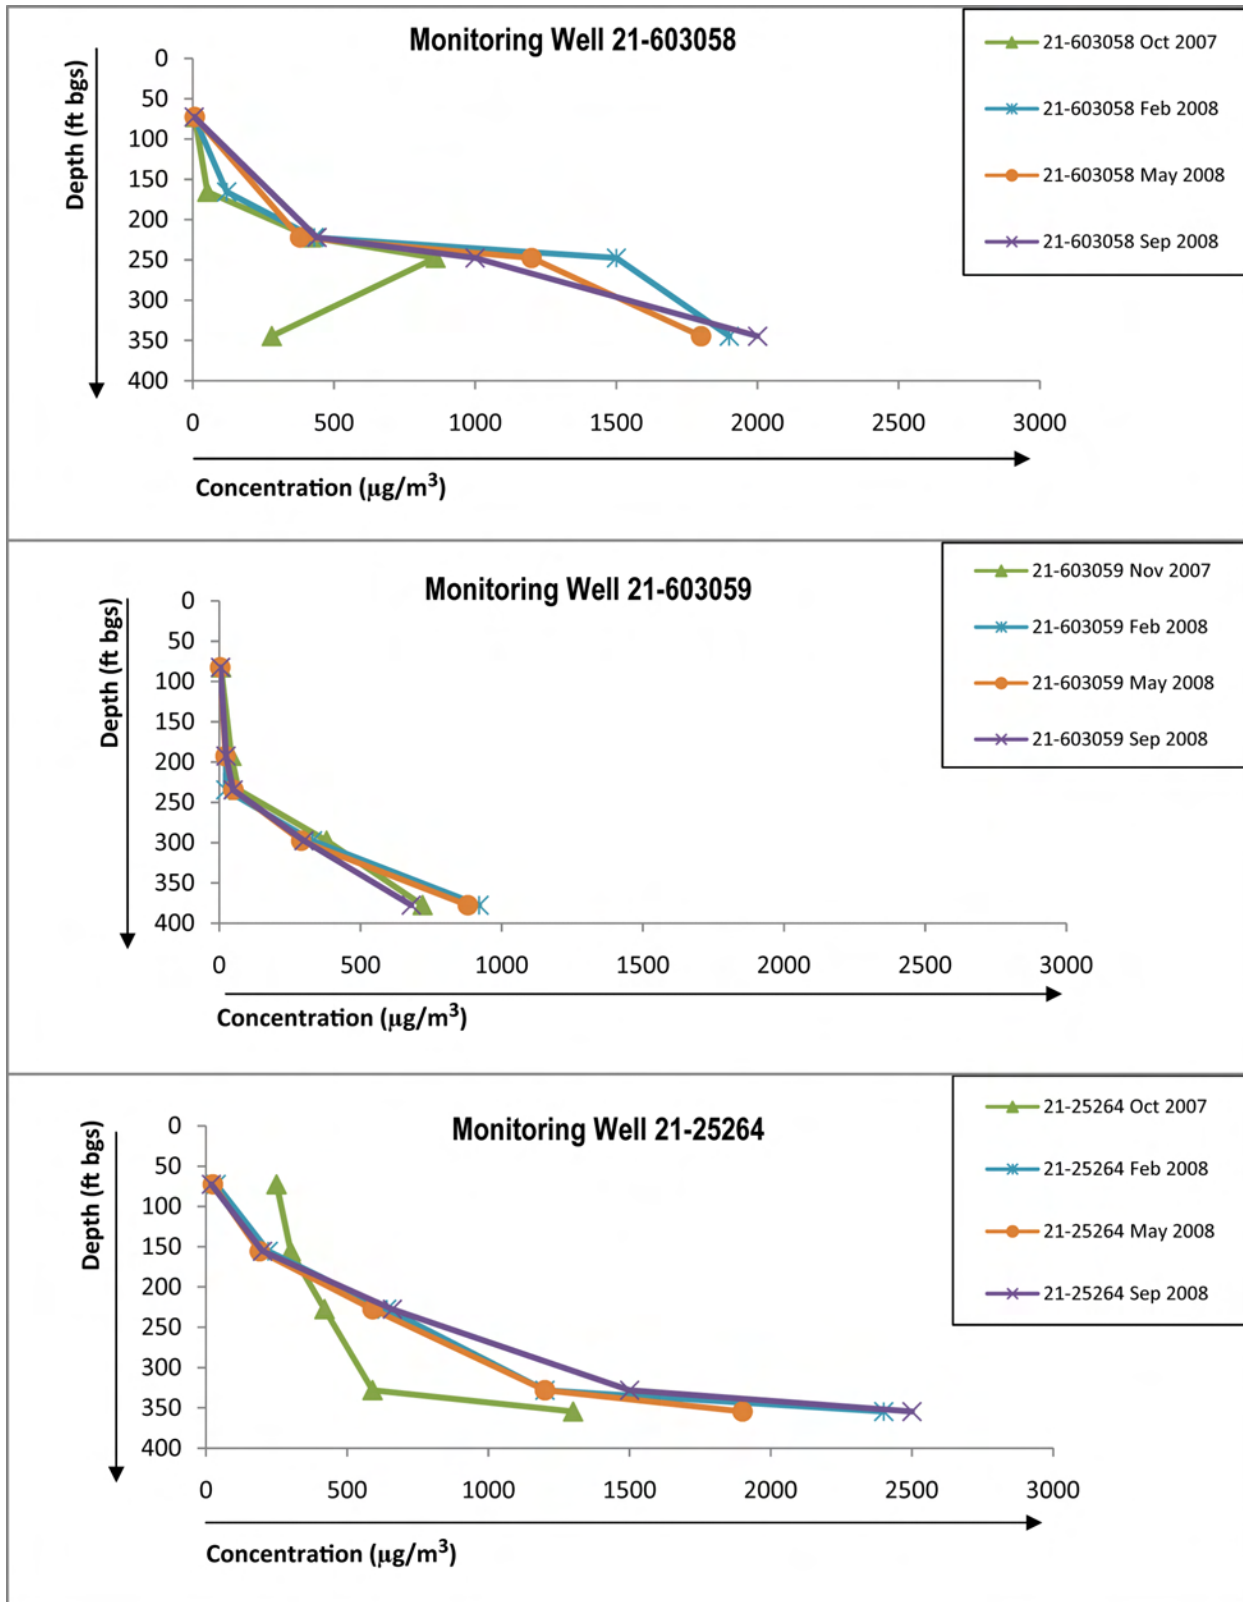 Monitoring Well 21-603058
21-603058 Oct 2007
21-603058 Feb 2008
21-603058 May 2008
21-603058 Sep 2008
Depth (ft bgs)
0
50
100
150
200
250
300
350
400
0 500 1000 1500 2000 2500 3000
Concentration (µg/m³)
Monitoring Well 21-603059
21-603059 Nov 2007
21-603059 Feb 2008
21-603059 May 2008
21-603059 Sep 2008
Depth (ft bgs)
0
50
100
150
200
250
300
350
400
0 500 1000 1500 2000 2500 3000
Concentration (µg/m³)
Monitoring Well 21-25264
21-25264 Oct 2007
21-25264 Feb 2008
21-25264 May 2008
21-25264 Sep 2008
Depth (ft bgs)
0
50
100
150
200
250
300
350
400
0 500 1000 1500 2000 2500 3000
Concentration (µg/m³)